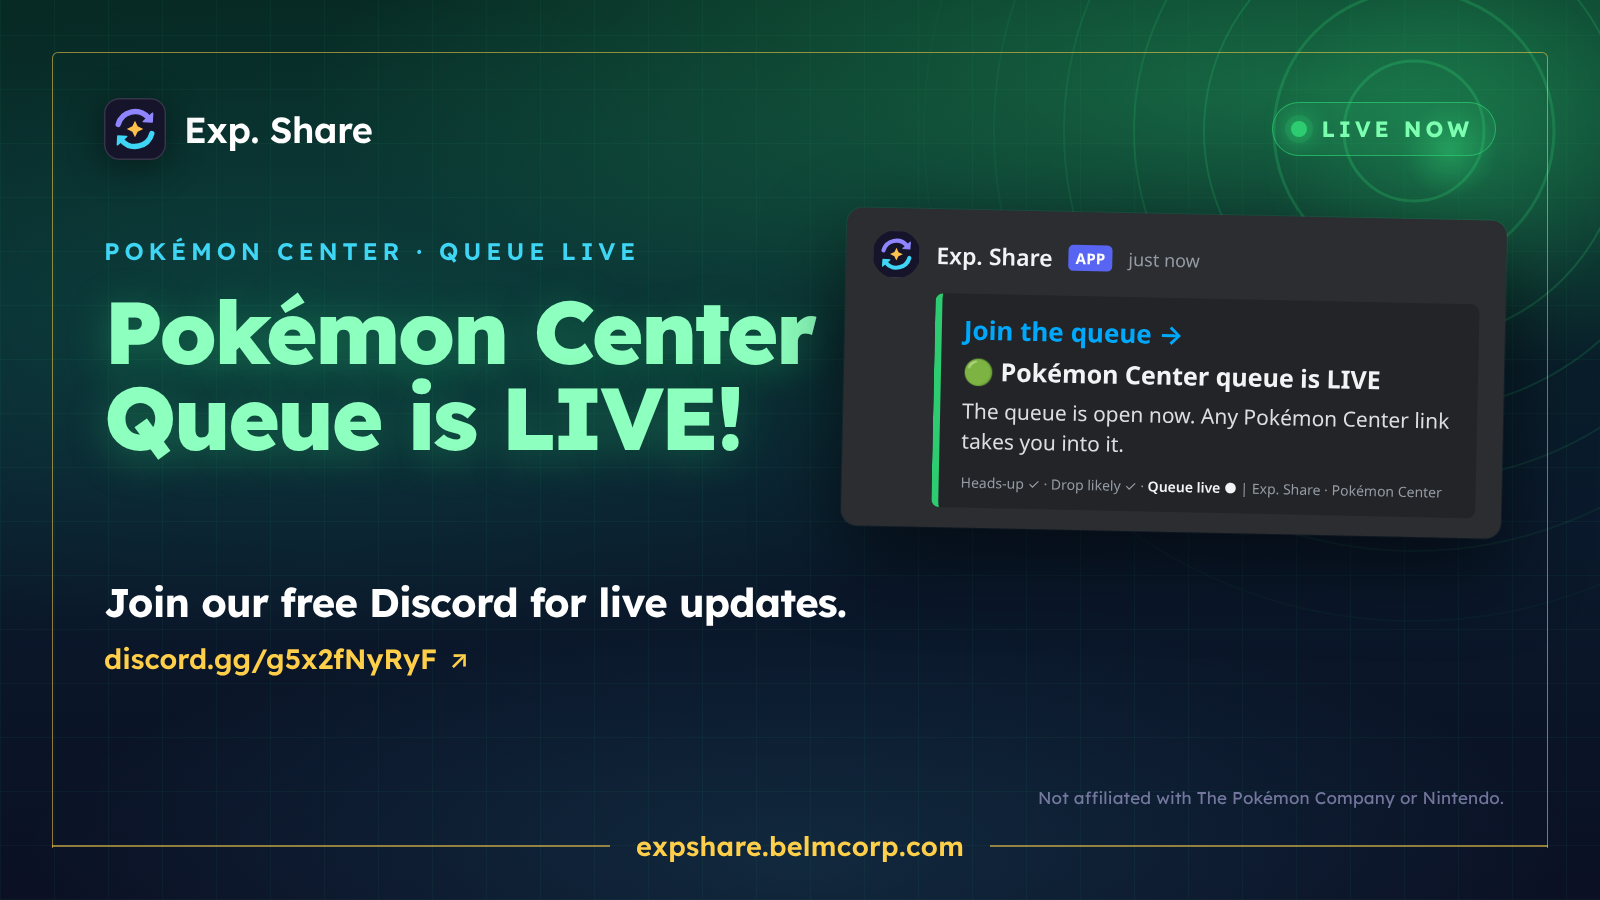 Exp. Share
LIVE NOW
POKÉMON CENTER · QUEUE LIVE
Pokémon Center
Queue is LIVE!
Exp. Share APP just now
Join the queue →
🟢 Pokémon Center queue is LIVE
The queue is open now. Any Pokémon Center link
takes you into it.
Heads-up ✓ · Drop likely ✓ · Queue live ● | Exp. Share · Pokémon Center
Join our free Discord for live updates.
discord.gg/g5x2fNyRyF ↗
Not affiliated with The Pokémon Company or Nintendo.
expshare.belmcorp.com